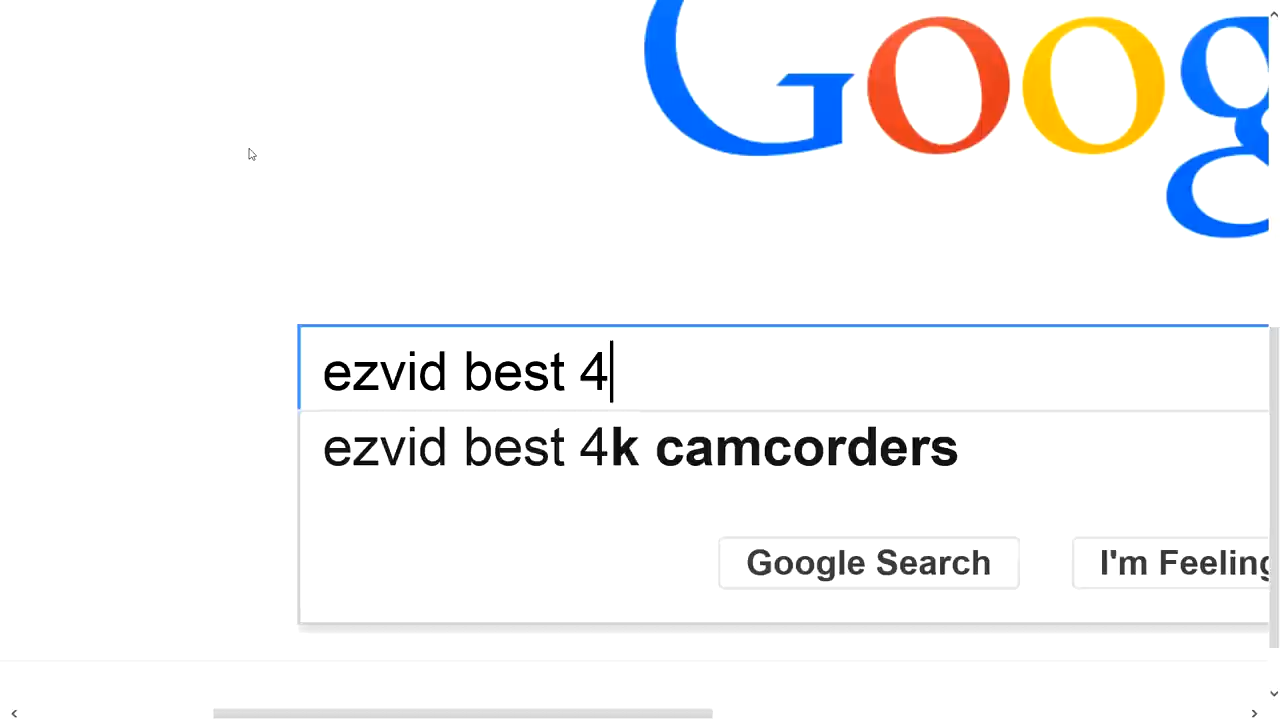 Goog
ezvid best 4
ezvid best 4k camcorders
Google Search
I'm Feeling